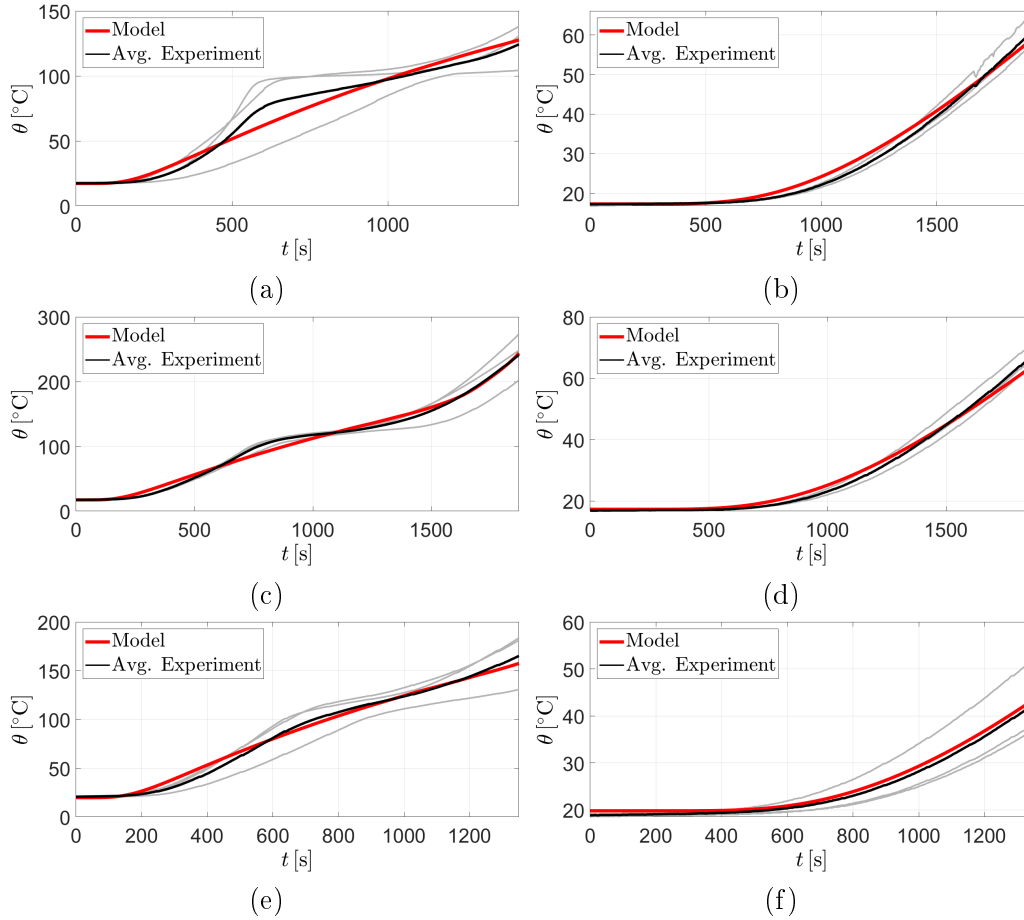 150
100
50
0
θ [°C]
Model
Avg. Experiment
0 500 1000
t [s]
(a)
60
50
40
30
20
θ [°C]
Model
Avg. Experiment
0 500 1000 1500
t [s]
(b)
300
200
100
0
θ [°C]
Model
Avg. Experiment
0 500 1000 1500
t [s]
(c)
80
60
40
20
θ [°C]
Model
Avg. Experiment
0 500 1000 1500
t [s]
(d)
200
150
100
50
0
θ [°C]
Model
Avg. Experiment
0 200 400 600 800 1000 1200
t [s]
(e)
60
50
40
30
20
θ [°C]
Model
Avg. Experiment
0 200 400 600 800 1000 1200
t [s]
(f)